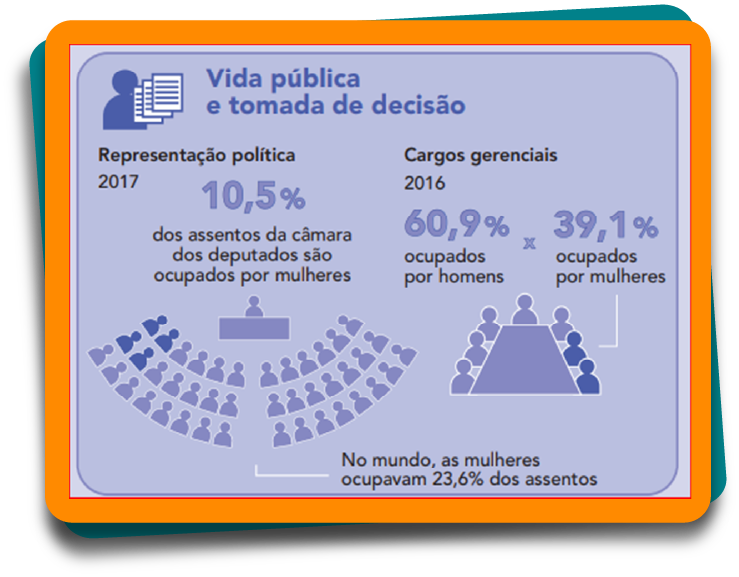 Vida pública
e tomada de decisão
Representação política
2017
10,5%
dos assentos da câmara
dos deputados são
ocupados por mulheres
Cargos gerenciais
2016
60,9%
ocupados
por homens
x
39,1%
ocupados
por mulheres
No mundo, as mulheres
ocupavam 23,6% dos assentos